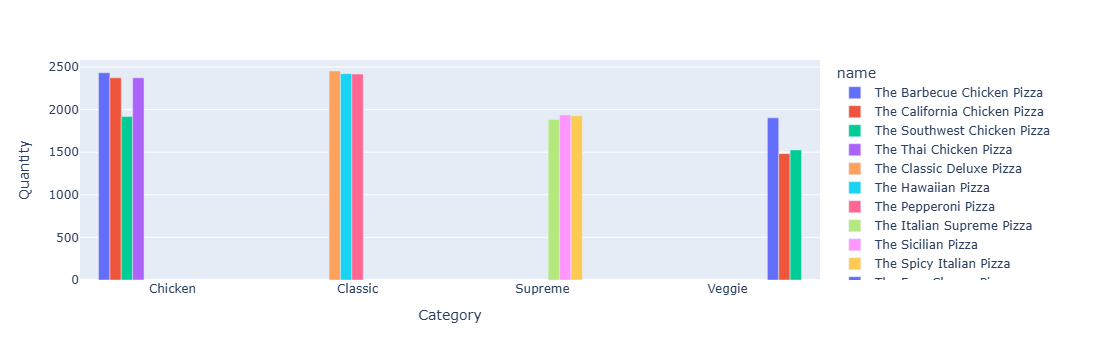 2500
2000
1500
1000
500
0
Quantity
Chicken
Classic
Supreme
Veggie
Category
name
The Barbecue Chicken Pizza
The California Chicken Pizza
The Southwest Chicken Pizza
The Thai Chicken Pizza
The Classic Deluxe Pizza
The Hawaiian Pizza
The Pepperoni Pizza
The Italian Supreme Pizza
The Sicilian Pizza
The Spicy Italian Pizza